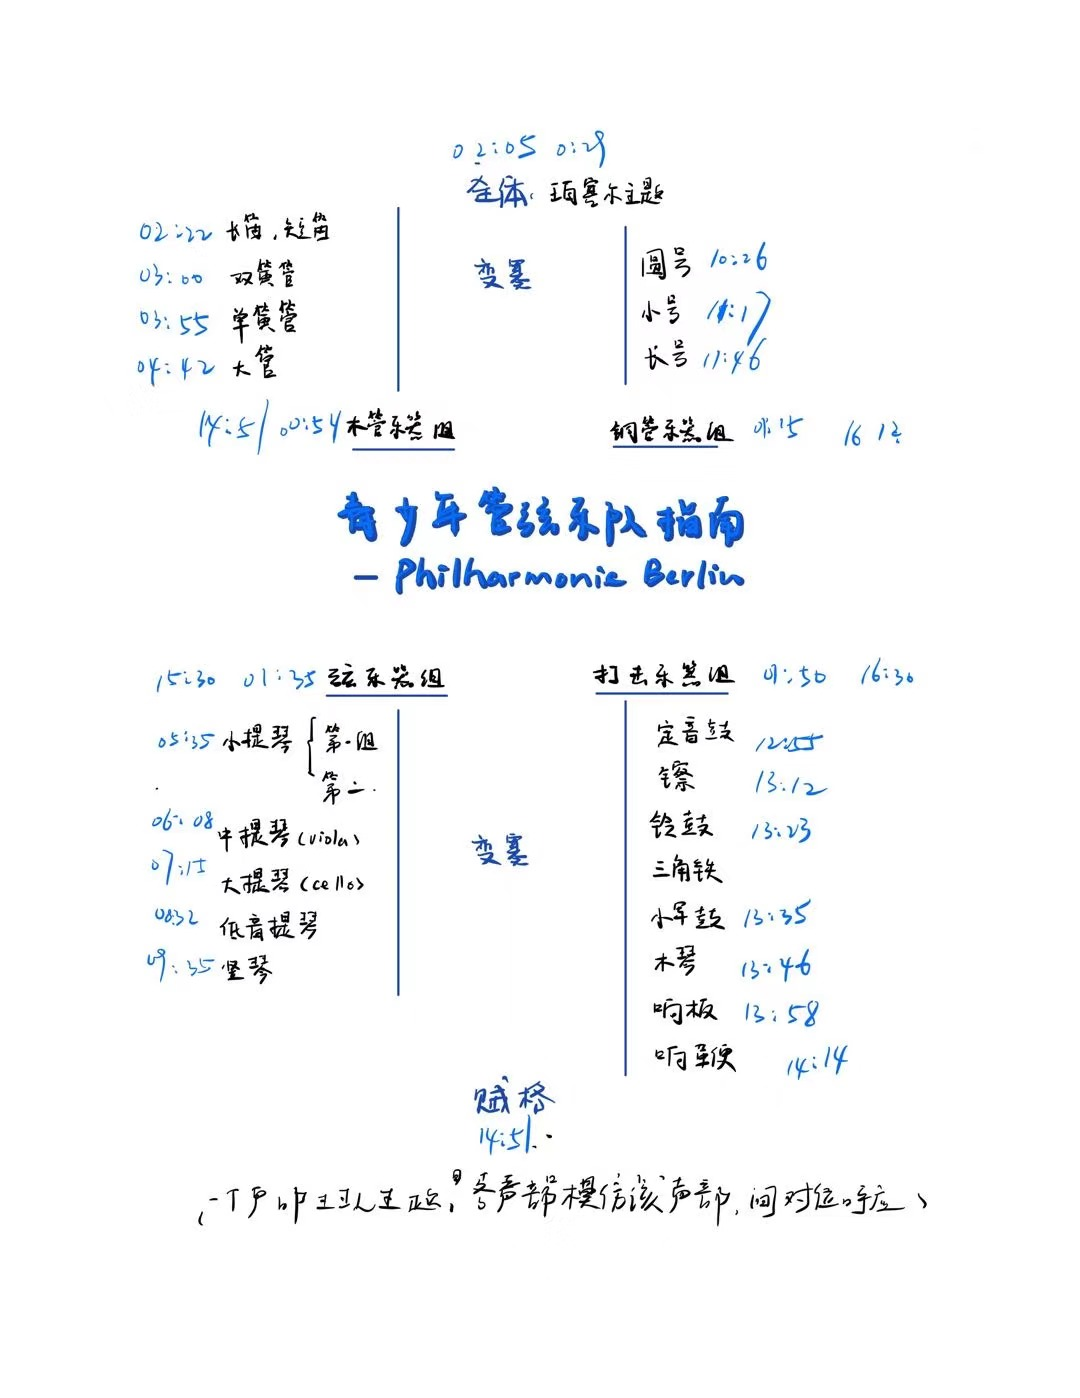 02:05 0:29
全体: 珀赛尔主题
02:22 长笛,短笛
03:00 双簧管
03:55 单簧管
04:42 大管
变奏
圆号 10:26
小号 11:17
长号 11:46
14:51 00:54 木管乐器组
铜管乐器组 01:15 16:12
青少年管弦乐队指南
— Philharmonie Berlin
15:30 01:35 弦乐器组
打击乐器组 01:50 16:30
05:35 小提琴 { 第一组
第二
06:08 中提琴(viola)
07:15 大提琴(cello)
08:32 低音提琴
09:35 竖琴
变奏
定音鼓 12:55
镲 13:12
铃鼓 13:23
三角铁
小军鼓 13:35
木琴 13:46
响板 13:58
响鞭 14:14
赋格
14:51
(一个声部主题,声部模仿该声部,间对位呼应)